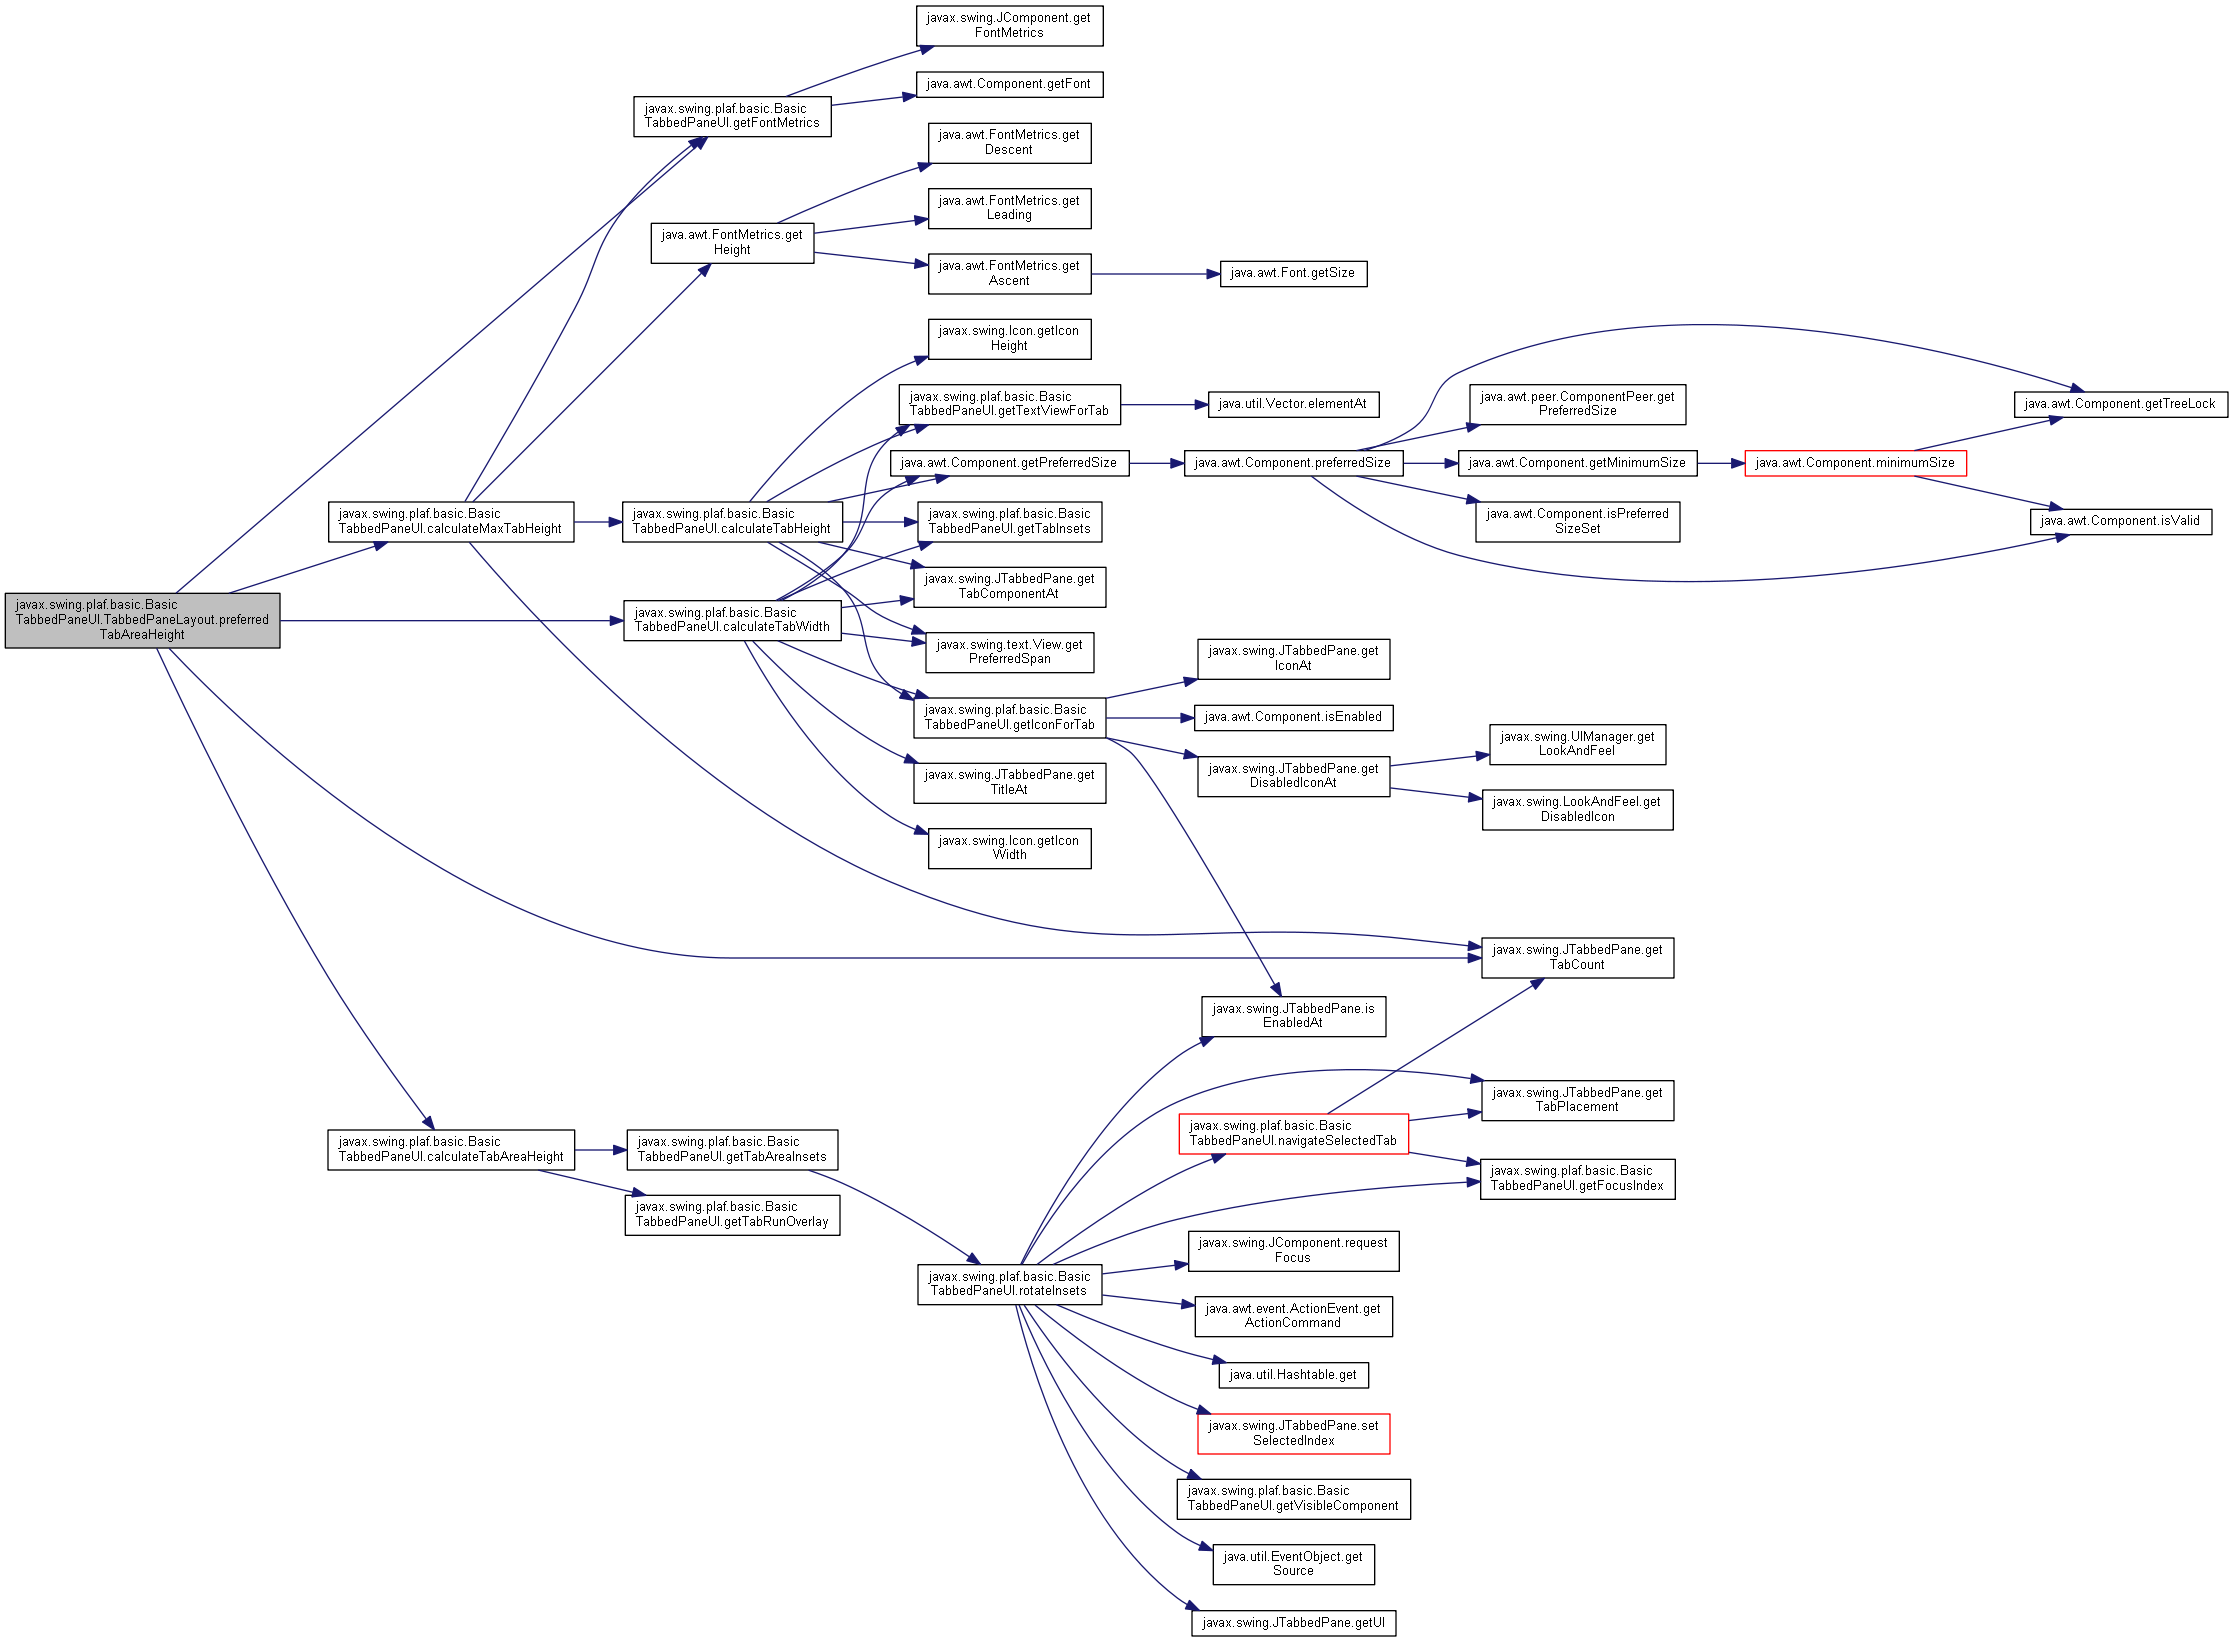 javax.swing.JComponent.get
FontMetrics
java.awt.Component.getFont
javax.swing.plaf.basic.Basic
TabbedPaneUI.getFontMetrics
java.awt.FontMetrics.get
Descent
java.awt.FontMetrics.get
Leading
java.awt.FontMetrics.get
Height
java.awt.FontMetrics.get
Ascent
java.awt.Font.getSize
javax.swing.Icon.getIcon
Height
javax.swing.plaf.basic.Basic
TabbedPaneUI.getTextViewForTab
java.util.Vector.elementAt
java.awt.peer.ComponentPeer.get
PreferredSize
java.awt.Component.getTreeLock
java.awt.Component.getPreferredSize
java.awt.Component.preferredSize
java.awt.Component.getMinimumSize
java.awt.Component.minimumSize
javax.swing.plaf.basic.Basic
TabbedPaneUI.calculateMaxTabHeight
javax.swing.plaf.basic.Basic
TabbedPaneUI.calculateTabHeight
javax.swing.plaf.basic.Basic
TabbedPaneUI.getTabInsets
java.awt.Component.isPreferred
SizeSet
java.awt.Component.isValid
javax.swing.JTabbedPane.get
TabComponentAt
javax.swing.plaf.basic.Basic
TabbedPaneUI.TabbedPaneLayout.preferred
TabAreaHeight
javax.swing.plaf.basic.Basic
TabbedPaneUI.calculateTabWidth
javax.swing.text.View.get
PreferredSpan
javax.swing.JTabbedPane.get
IconAt
javax.swing.plaf.basic.Basic
TabbedPaneUI.getIconForTab
java.awt.Component.isEnabled
javax.swing.UIManager.get
LookAndFeel
javax.swing.JTabbedPane.get
TitleAt
javax.swing.JTabbedPane.get
DisabledIconAt
javax.swing.LookAndFeel.get
DisabledIcon
javax.swing.Icon.getIcon
Width
javax.swing.JTabbedPane.get
TabCount
javax.swing.JTabbedPane.is
EnabledAt
javax.swing.JTabbedPane.get
TabPlacement
javax.swing.plaf.basic.Basic
TabbedPaneUI.navigateSelectedTab
javax.swing.plaf.basic.Basic
TabbedPaneUI.calculateTabAreaHeight
javax.swing.plaf.basic.Basic
TabbedPaneUI.getTabAreaInsets
javax.swing.plaf.basic.Basic
TabbedPaneUI.getFocusIndex
javax.swing.plaf.basic.Basic
TabbedPaneUI.getTabRunOverlay
javax.swing.JComponent.request
Focus
javax.swing.plaf.basic.Basic
TabbedPaneUI.rotateInsets
java.awt.event.ActionEvent.get
ActionCommand
java.util.Hashtable.get
javax.swing.JTabbedPane.set
SelectedIndex
javax.swing.plaf.basic.Basic
TabbedPaneUI.getVisibleComponent
java.util.EventObject.get
Source
javax.swing.JTabbedPane.getUI